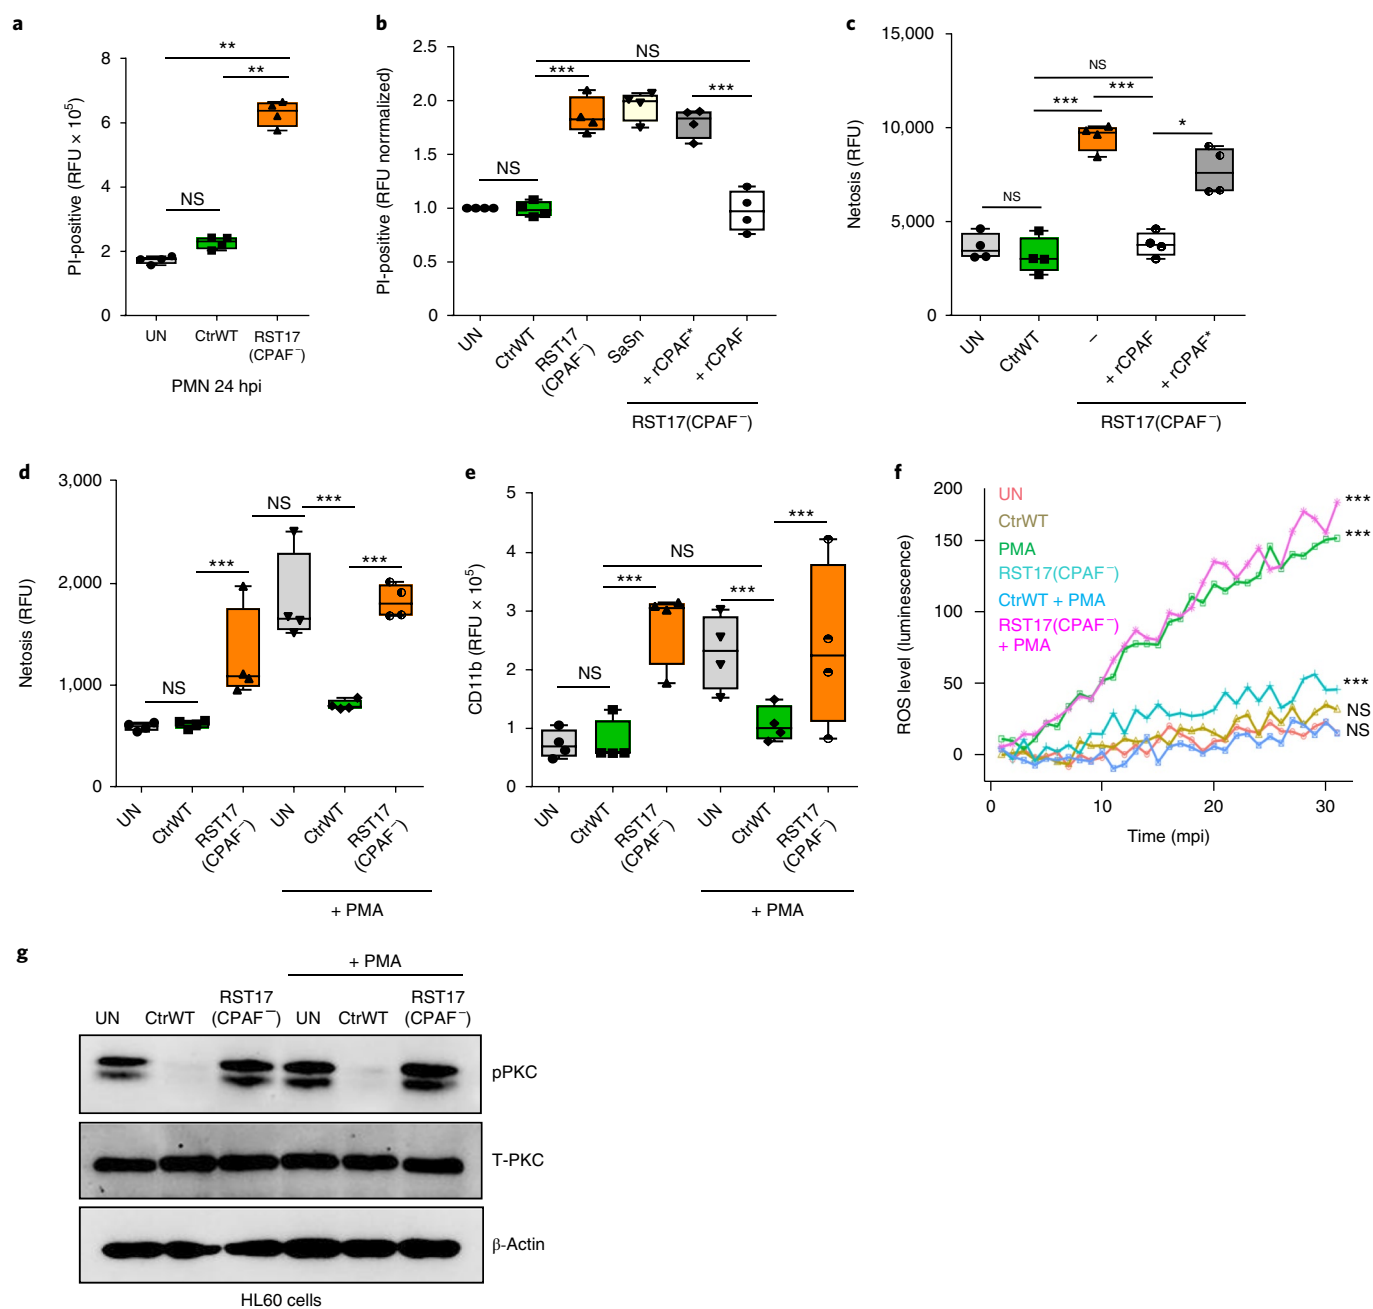 a
**
**
NS
8
6
4
2
0
PI-positive (RFU × 10⁵)
UN
CtrWT
RST17
(CPAF⁻)
PMN 24 hpi
b
NS
***
***
NS
2.5
2.0
1.5
1.0
0.5
0
PI-positive (RFU normalized)
UN
CtrWT
RST17
(CPAF⁻)
SaSn
+ rCPAF*
+ rCPAF
RST17(CPAF⁻)
c
NS
***
***
*
NS
15,000
10,000
5,000
0
Netosis (RFU)
UN
CtrWT
–
+ rCPAF
+ rCPAF*
RST17(CPAF⁻)
d
NS
***
***
***
NS
3,000
2,000
1,000
0
Netosis (RFU)
UN
CtrWT
RST17
(CPAF⁻)
UN
CtrWT
RST17
(CPAF⁻)
+ PMA
e
***
NS
***
***
NS
5
4
3
2
1
0
CD11b (RFU × 10⁵)
UN
CtrWT
RST17
(CPAF⁻)
UN
CtrWT
RST17
(CPAF⁻)
+ PMA
f
UN
CtrWT
PMA
RST17(CPAF⁻)
CtrWT + PMA
RST17(CPAF⁻)
+ PMA
***
***
***
NS
NS
200
150
100
50
0
ROS level (luminescence)
0
10
20
30
Time (mpi)
g
+ PMA
UN
CtrWT
RST17
(CPAF⁻)
UN
CtrWT
RST17
(CPAF⁻)
pPKC
T-PKC
β-Actin
HL60 cells